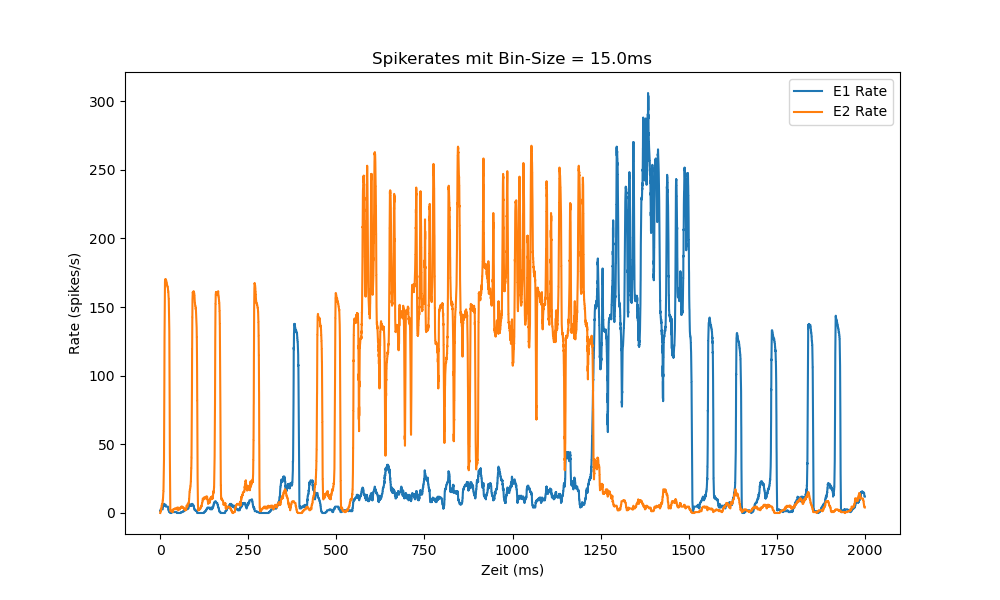 Spikerates mit Bin-Size = 15.0ms
E1 Rate
E2 Rate
Rate (spikes/s)
300
250
200
150
100
50
0
0 250 500 750 1000 1250 1500 1750 2000
Zeit (ms)